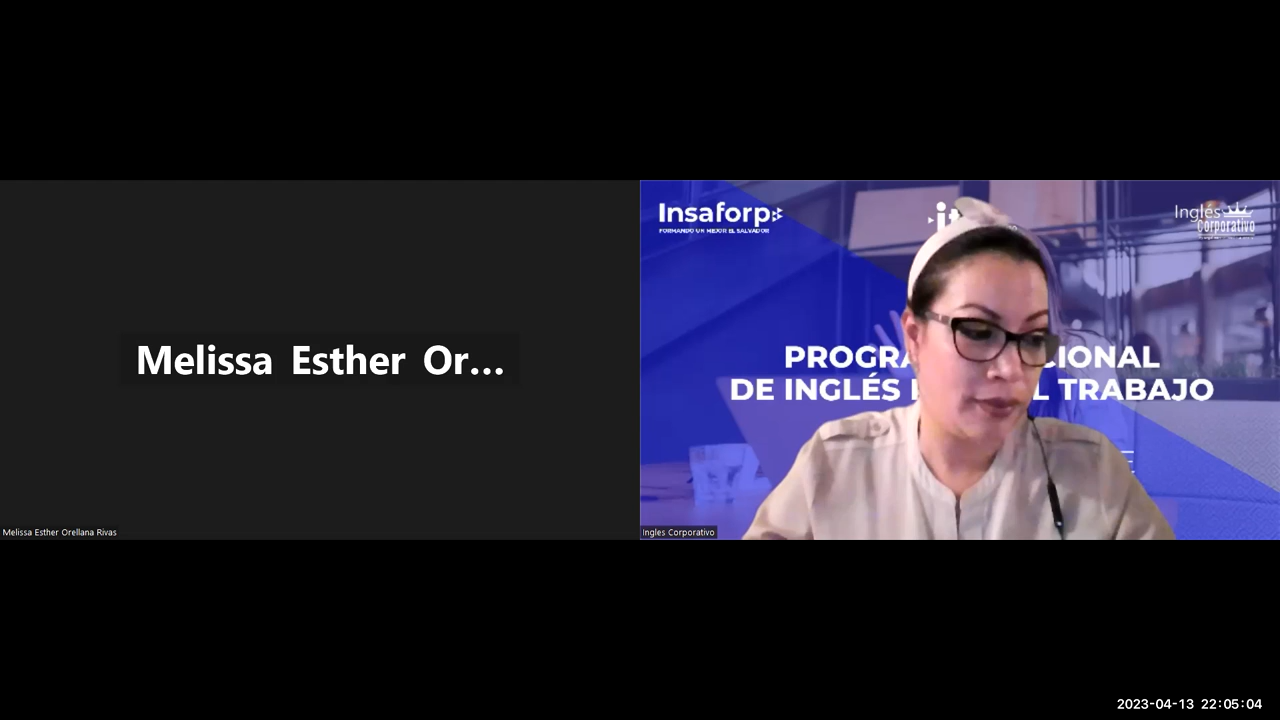 Melissa Esther Or...
Melissa Esther Orellana Rivas
Insaforp
FORMANDO UN MEJOR EL SALVADOR
Inglés
Corporativo
PROGRA CIONAL
DE INGLÉS L TRABAJO
Ingles Corporativo
2023-04-13 22:05:04